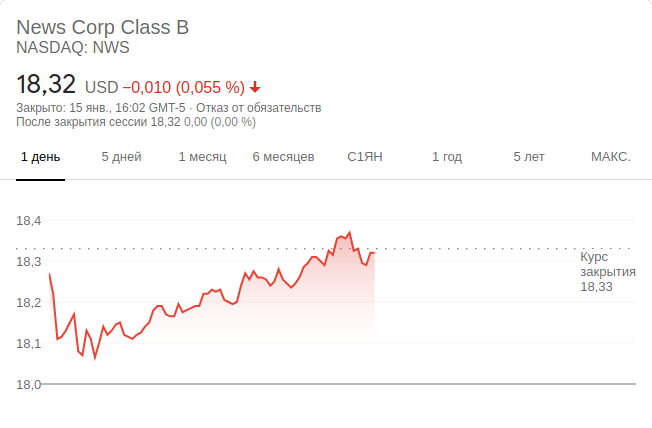 News Corp Class B
NASDAQ: NWS
18,32 USD −0,010 (0,055 %)
Закрыто: 15 янв., 16:02 GMT-5 · Отказ от обязательств
После закрытия сессии 18,32 0,00 (0,00 %)
1 день 5 дней 1 месяц 6 месяцев С1ЯН 1 год 5 лет МАКС.
18,4
18,3
18,2
18,1
18,0
Курс
закрытия
18,33